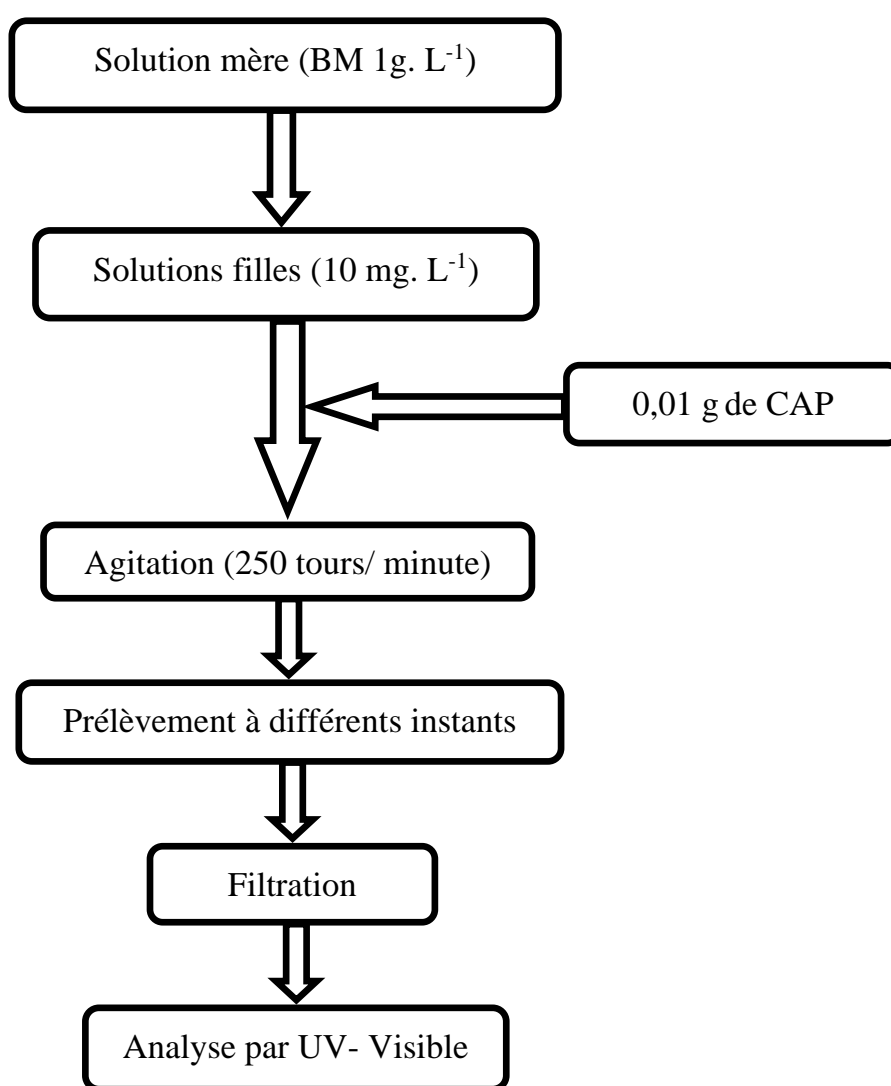 Solution mère (BM 1g. L⁻¹)
Solutions filles (10 mg. L⁻¹)
0,01 g de CAP
Agitation (250 tours/ minute)
Prélèvement à différents instants
Filtration
Analyse par UV- Visible